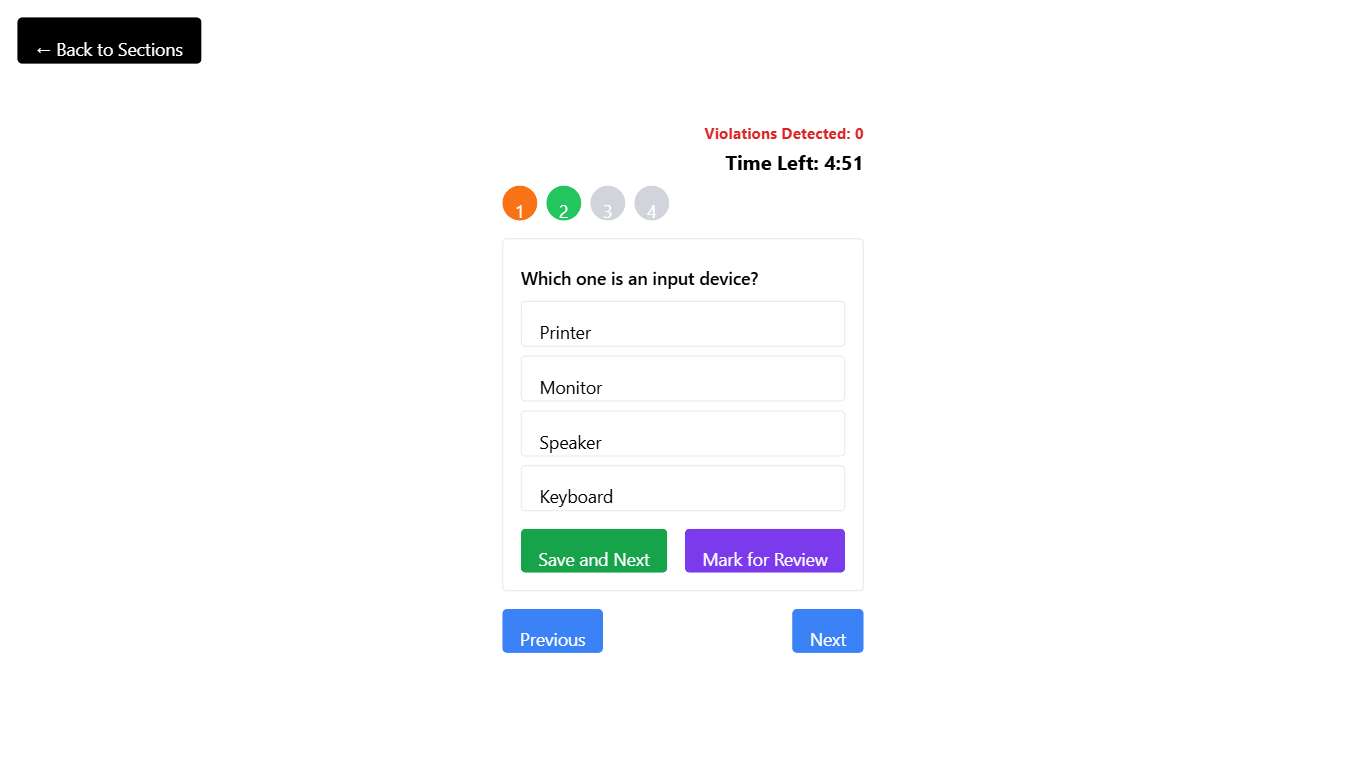 ← Back to Sections
Violations Detected: 0
Time Left: 4:51
1 2 3 4
Which one is an input device?
Printer
Monitor
Speaker
Keyboard
Save and Next Mark for Review
Previous Next